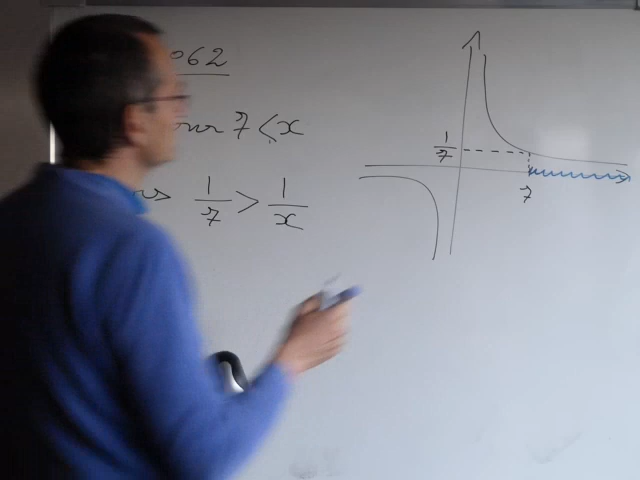 062
7 < x
1/7 > 1/x
1/7
7